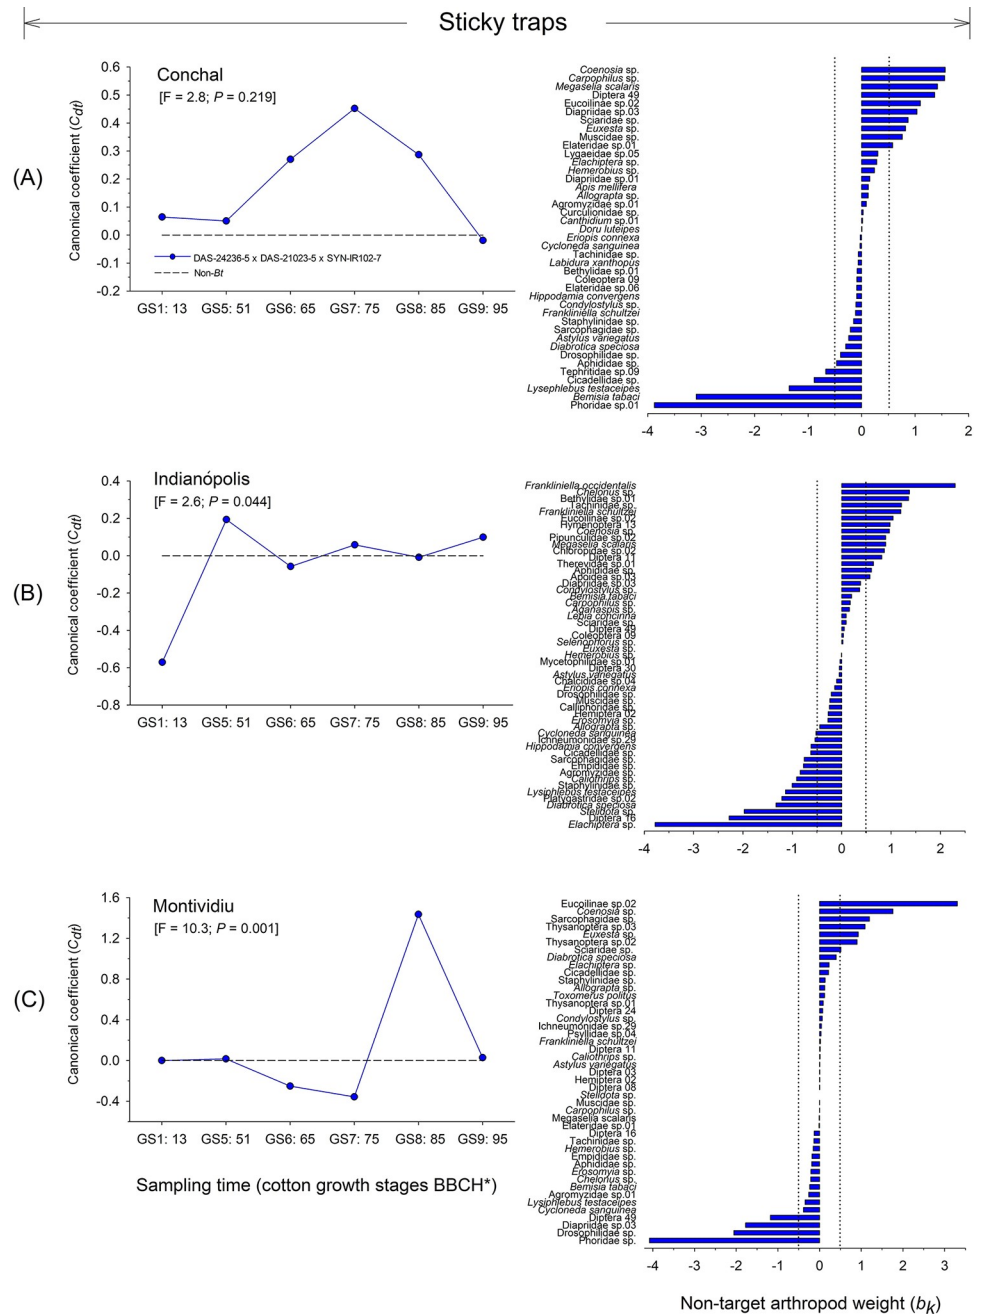 Sticky traps
(A)
Conchal
[F = 2.8; P = 0.219]
Canonical coefficient (Cdt)
0.6
0.5
0.4
0.3
0.2
0.1
0.0
-0.1
-0.2
DAS-24236-5 x DAS-21023-5 x SYN-IR102-7
Non-Bt
GS1: 13 GS5: 51 GS6: 65 GS7: 75 GS8: 85 GS9: 95
Coenosia sp.
Carpophilus sp.
Megaselia scalaris
Diptera 49
Eucoilinae sp.02
Diapriidae sp.03
Sciaridae sp.
Euxesta sp.
Muscidae sp.
Elateridae sp.01
Lygaeidae sp.05
Elachiptera sp.
Hemerobius sp.
Diapriidae sp.01
Apis mellifera
Allograpta sp.
Agromyzidae sp.01
Curculionidae sp.
Canthidium sp.01
Doru luteipes
Eriopis connexa
Cycloneda sanguinea
Tachinidae sp.
Labidura xanthopus
Bethylidae sp.01
Coleoptera 09
Elateridae sp.06
Hippodamia convergens
Condylostylus sp.
Frankliniella schultzei
Staphylinidae sp.
Sarcophagidae sp.
Astylus variegatus
Diabrotica speciosa
Drosophilidae sp.
Aphididae sp.
Tephritidae sp.09
Cicadellidae sp.
Lysephlebus testaceipes
Bemisia tabaci
Phoridae sp.01
-4 -3 -2 -1 0 1 2
(B)
Indianópolis
[F = 2.6; P = 0.044]
Canonical coefficient (Cdt)
0.4
0.2
0.0
-0.2
-0.4
-0.6
-0.8
GS1: 13 GS5: 51 GS6: 65 GS7: 75 GS8: 85 GS9: 95
Frankliniella occidentalis
Chelonus sp.
Bethylidae sp.01
Tachinidae sp.
Frankliniella schultzei
Eucoilinae sp.02
Hymenoptera 13
Coenosia sp.
Pipunculidae sp.02
Megaselia scalaris
Chloropidae sp.02
Diptera 11
Therevidae sp.01
Aphididae sp.
Apoidea sp.03
Diapriidae sp.03
Condylostylus sp.
Bemisia tabaci
Carpophilus sp.
Aganaspis sp.
Lebia concinna
Sciaridae sp.
Diptera 49
Coleoptera 09
Selenophorus sp.
Euxesta sp.
Hemerobius sp.
Mycetophilidae sp.01
Diptera 30
Astylus variegatus
Chalcididae sp.04
Eriopis connexa
Drosophilidae sp.
Muscidae sp.
Calliphoridae sp.
Hemiptera 02
Erosomyia sp.
Allograpta sp.
Cycloneda sanguinea
Ichneumonidae sp.29
Hippodamia convergens
Cicadellidae sp.
Sarcophagidae sp.
Empididae sp.
Agromyzidae sp.
Caliothrips sp.
Staphylinidae sp.
Lysiphlebus testaceipes
Platygastridae sp.02
Diabrotica speciosa
Stelidota sp.
Diptera 16
Elachiptera sp.
-4 -3 -2 -1 0 1 2
(C)
Montividiu
[F = 10.3; P = 0.001]
Canonical coefficient (Cdt)
1.6
1.2
0.8
0.4
0.0
-0.4
GS1: 13 GS5: 51 GS6: 65 GS7: 75 GS8: 85 GS9: 95
Sampling time (cotton growth stages BBCH*)
Eucoilinae sp.02
Coenosia sp.
Sarcophagidae sp.
Thysanoptera sp.03
Euxesta sp.
Thysanoptera sp.02
Sciaridae sp.
Diabrotica speciosa
Elachiptera sp.
Cicadellidae sp.
Staphylinidae sp.
Allograpta sp.
Toxomerus politus
Thysanoptera sp.01
Diptera 24
Condylostylus sp.
Ichneumonidae sp.29
Psyllidae sp.04
Frankliniella schultzei
Diptera 11
Caliothrips sp.
Astylus variegatus
Diptera 03
Hemiptera 02
Diptera 08
Stelidota sp.
Muscidae sp.
Carpophilus sp.
Megaselia scalaris
Elateridae sp.01
Diptera 16
Tachinidae sp.
Hemerobius sp.
Empididae sp.
Aphididae sp.
Erosomyia sp.
Chelonus sp.
Bemisia tabaci
Agromyzidae sp.01
Lysiphlebus testaceipes
Cycloneda sanguinea
Diptera 49
Diapriidae sp.03
Drosophilidae sp.
Phoridae sp.
-4 -3 -2 -1 0 1 2 3
Non-target arthropod weight (bk)